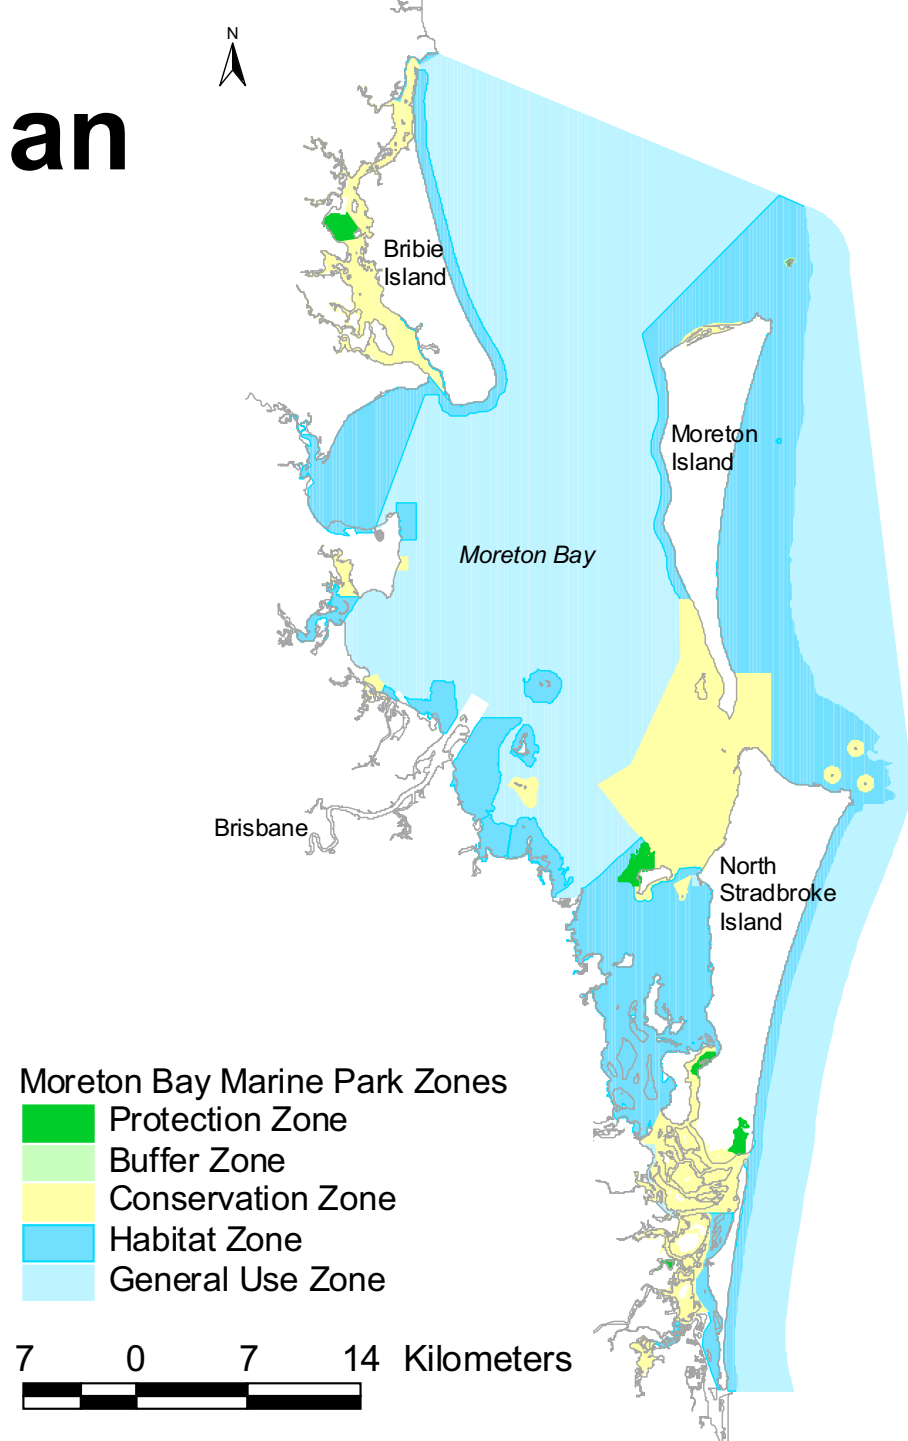 N
an
Bribie
Island
Moreton
Island
Moreton Bay
Brisbane
North
Stradbroke
Island
Moreton Bay Marine Park Zones
Protection Zone
Buffer Zone
Conservation Zone
Habitat Zone
General Use Zone
7 0 7 14 Kilometers